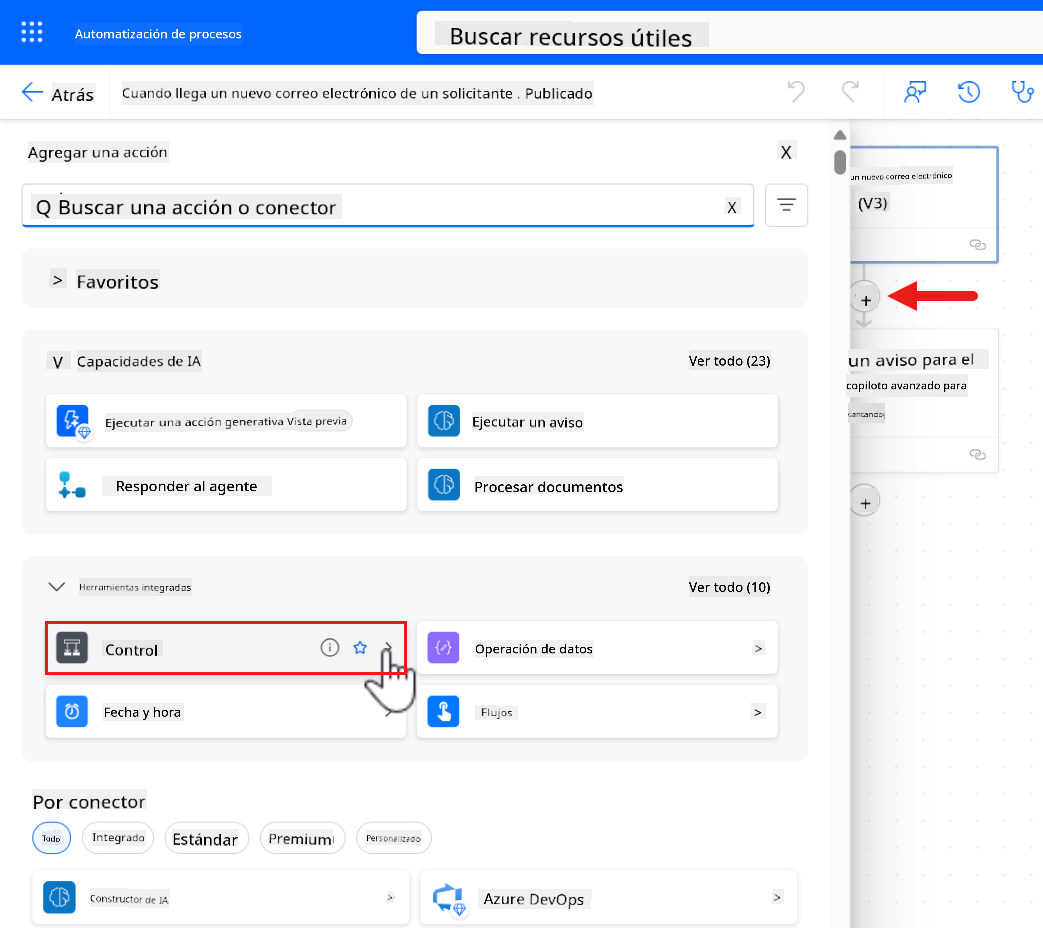 Automatización de procesos
Buscar recursos útiles
Atrás
Cuando llega un nuevo correo electrónico de un solicitante . Publicado
Agregar una acción
X
Q Buscar una acción o conector
X
un nuevo correo electrónico
(V3)
> Favoritos
+
V Capacidades de IA
Ver todo (23)
un aviso para el
copiloto avanzado para
Ejecutar una acción generativa Vista previa
Ejecutar un aviso
Responder al agente
Procesar documentos
+
Herramientas integradas
Ver todo (10)
Control
Operación de datos >
Fecha y hora
Flujos >
Por conector
Todo
Integrado
Estándar
Premium
Personalizado
Constructor de IA >
Azure DevOps >